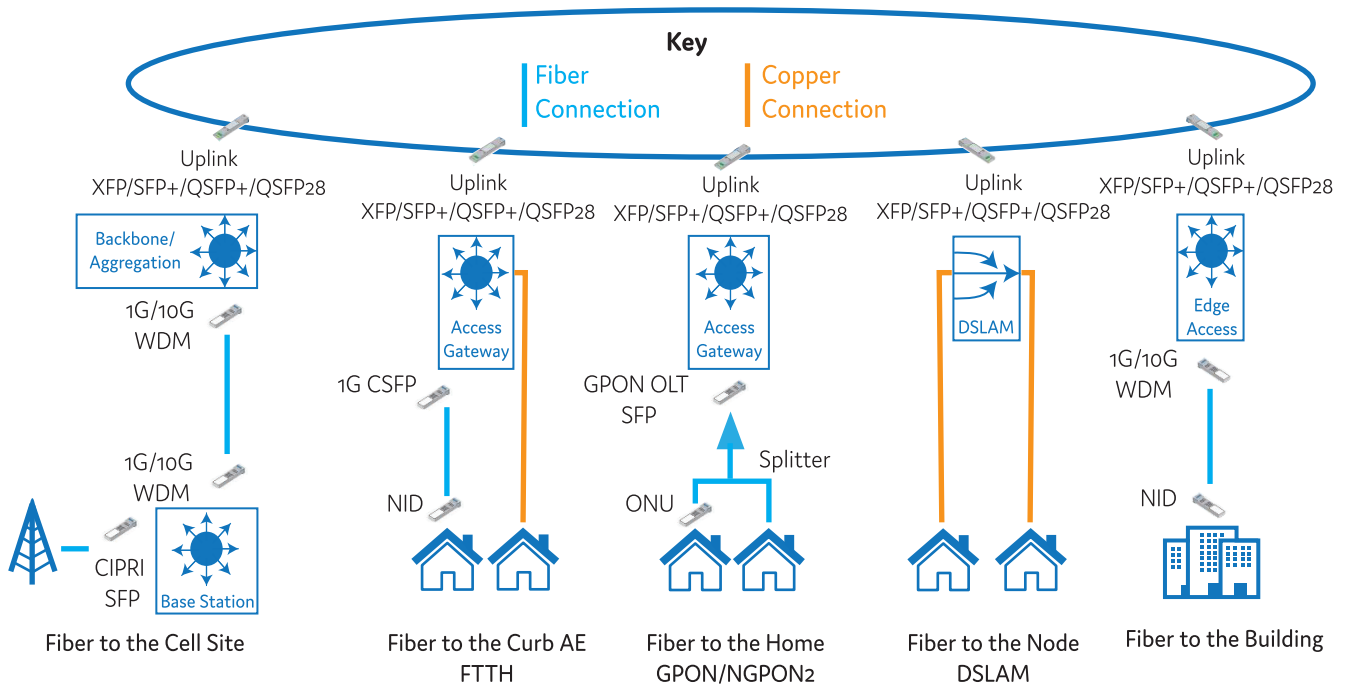 Key
Fiber
Connection
Copper
Connection
Uplink
XFP/SFP+/QSFP+/QSFP28
Backbone/
Aggregation
1G/10G
WDM
1G/10G
WDM
CIPRI
SFP
Base Station
Fiber to the Cell Site
Uplink
XFP/SFP+/QSFP+/QSFP28
Access
Gateway
1G CSFP
NID
Fiber to the Curb AE
FTTH
Uplink
XFP/SFP+/QSFP+/QSFP28
Access
Gateway
GPON OLT
SFP
Splitter
ONU
Fiber to the Home
GPON/NGPON2
Uplink
XFP/SFP+/QSFP+/QSFP28
DSLAM
Fiber to the Node
DSLAM
Uplink
XFP/SFP+/QSFP+/QSFP28
Edge
Access
1G/10G
WDM
NID
Fiber to the Building